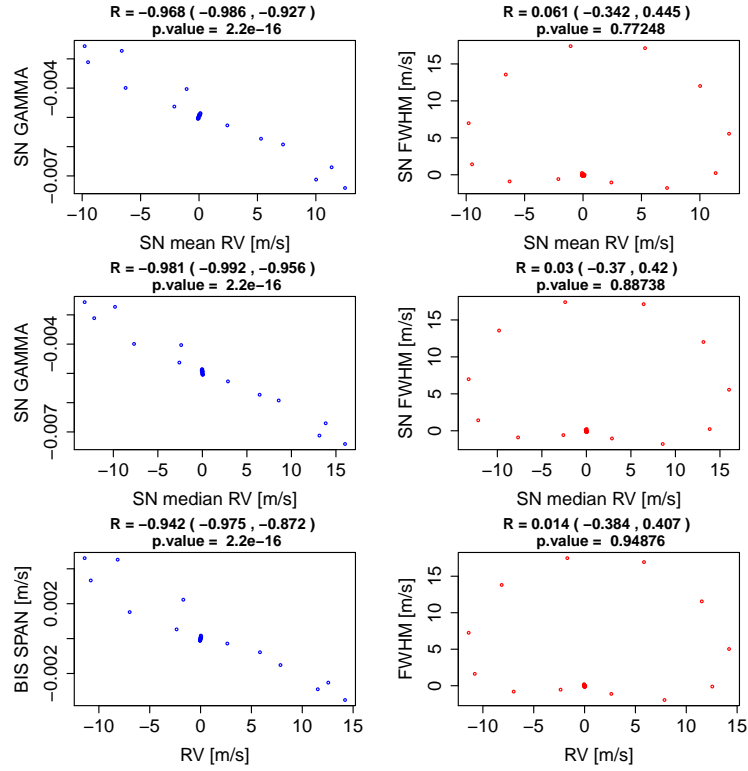 R = −0.968 ( −0.986 , −0.927 )
p.value = 2.2e−16
SN GAMMA
−0.004
−0.007
−10 −5 0 5 10
SN mean RV [m/s]
R = 0.061 ( −0.342 , 0.445 )
p.value = 0.77248
SN FWHM [m/s]
15
10
5
0
−10 −5 0 5 10
SN mean RV [m/s]
R = −0.981 ( −0.992 , −0.956 )
p.value = 2.2e−16
SN GAMMA
−0.004
−0.007
−10 −5 0 5 10 15
SN median RV [m/s]
R = 0.03 ( −0.37 , 0.42 )
p.value = 0.88738
SN FWHM [m/s]
15
10
5
0
−10 −5 0 5 10 15
SN median RV [m/s]
R = −0.942 ( −0.975 , −0.872 )
p.value = 2.2e−16
BIS SPAN [m/s]
0.002
−0.002
−10 −5 0 5 10 15
RV [m/s]
R = 0.014 ( −0.384 , 0.407 )
p.value = 0.94876
FWHM [m/s]
15
10
5
0
−10 −5 0 5 10 15
RV [m/s]